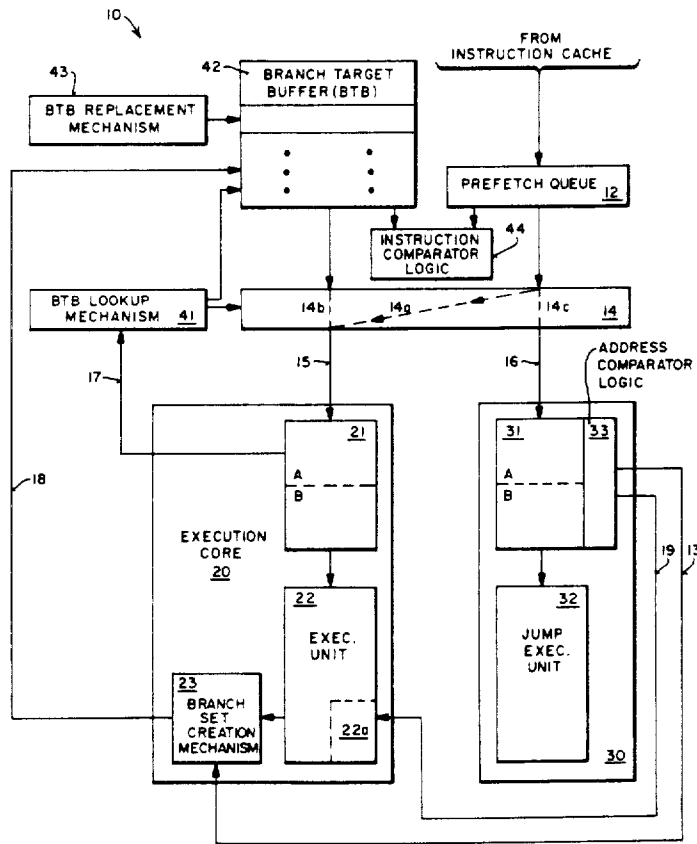 10
43
BTB REPLACEMENT
MECHANISM
42
BRANCH TARGET
BUFFER (BTB)
FROM
INSTRUCTION CACHE
PREFETCH QUEUE
12
INSTRUCTION
COMPARATOR
LOGIC
44
BTB LOOKUP
MECHANISM
41
14b
14a
14c
14
17
15
16
ADDRESS
COMPARATOR
LOGIC
18
21
A
B
31
33
A
B
19
13
EXECUTION
CORE
20
22
EXEC.
UNIT
22a
23
BRANCH
SET
CREATION
MECHANISM
32
JUMP
EXEC.
UNIT
30